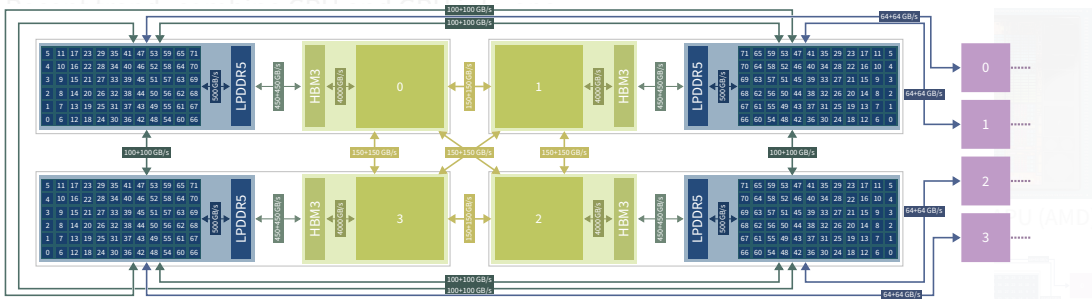 100+100 GB/s
100+100 GB/s
64+64 GB/s
5 11 17 23 29 35 41 47 53 59 65 71
4 10 16 22 28 34 40 46 52 58 64 70
3 9 15 21 27 33 39 45 51 57 63 69
2 8 14 20 26 32 38 44 50 56 62 68
1 7 13 19 25 31 37 43 49 55 61 67
0 6 12 18 24 30 36 42 48 54 60 66
500 GB/s
LPDDR5
450+450 GB/s
HBM3
4000 GB/s
0
150+150 GB/s
1
4000 GB/s
HBM3
450+450 GB/s
LPDDR5
500 GB/s
71 65 59 53 47 41 35 29 23 17 11 5
70 64 58 52 46 40 34 28 22 16 10 4
69 63 57 51 45 39 33 27 21 15 9 3
68 62 56 50 44 38 32 26 20 14 8 2
67 61 55 49 43 37 31 25 19 13 7 1
66 60 54 48 42 36 30 24 18 12 6 0
64+64 GB/s
0
1
100+100 GB/s
150+150 GB/s
150+150 GB/s
150+150 GB/s
100+100 GB/s
5 11 17 23 29 35 41 47 53 59 65 71
4 10 16 22 28 34 40 46 52 58 64 70
3 9 15 21 27 33 39 45 51 57 63 69
2 8 14 20 26 32 38 44 50 56 62 68
1 7 13 19 25 31 37 43 49 55 61 67
0 6 12 18 24 30 36 42 48 54 60 66
500 GB/s
LPDDR5
450+450 GB/s
HBM3
4000 GB/s
3
150+150 GB/s
2
4000 GB/s
HBM3
450+450 GB/s
LPDDR5
500 GB/s
71 65 59 53 47 41 35 29 23 17 11 5
70 64 58 52 46 40 34 28 22 16 10 4
69 63 57 51 45 39 33 27 21 15 9 3
68 62 56 50 44 38 32 26 20 14 8 2
67 61 55 49 43 37 31 25 19 13 7 1
66 60 54 48 42 36 30 24 18 12 6 0
64+64 GB/s
2
3
100+100 GB/s
100+100 GB/s
64+64 GB/s